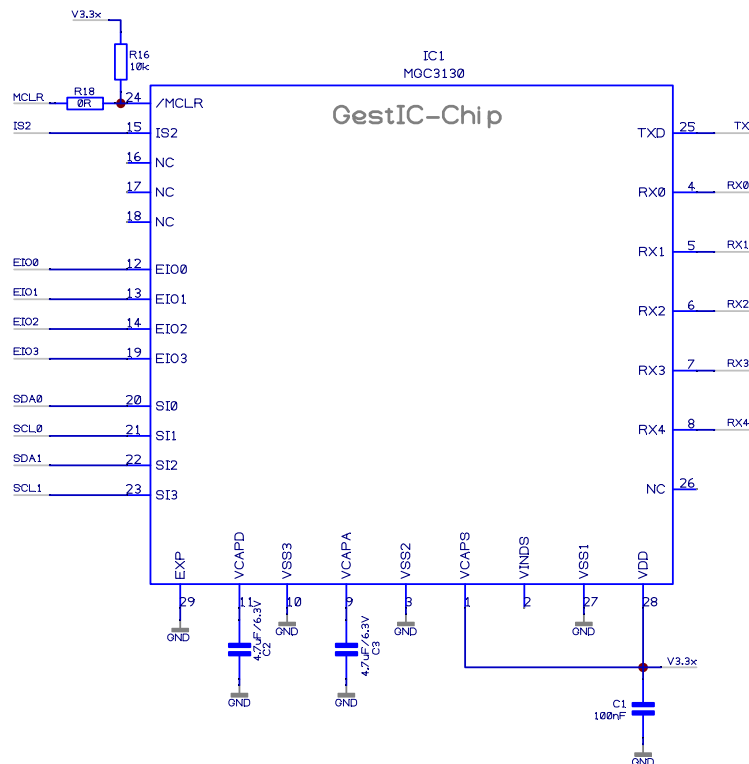 V3.3x
R16
10k
IC1
MGC3130
R18
0R
MCLR
24
/MCLR
GestIC-Chip
IS2
15
IS2
TXD
25
TX
16
NC
17
NC
RX0
4
RX0
18
NC
RX1
5
RX1
EIO0
12
EIO0
EIO1
13
EIO1
RX2
6
RX2
EIO2
14
EIO2
EIO3
19
EIO3
RX3
7
RX3
SDA0
20
SI0
SCL0
21
SI1
RX4
8
RX4
SDA1
22
SI2
SCL1
23
SI3
NC
26
EXP
VCAPD
VSS3
VCAPA
VSS2
VCAPS
VINDS
VSS1
VDD
29
11
10
9
3
1
2
27
28
GND
4.7uF/6.3V
C2
GND
4.7uF/6.3V
C3
GND
GND
V3.3x
GND
GND
C1
100nF
GND